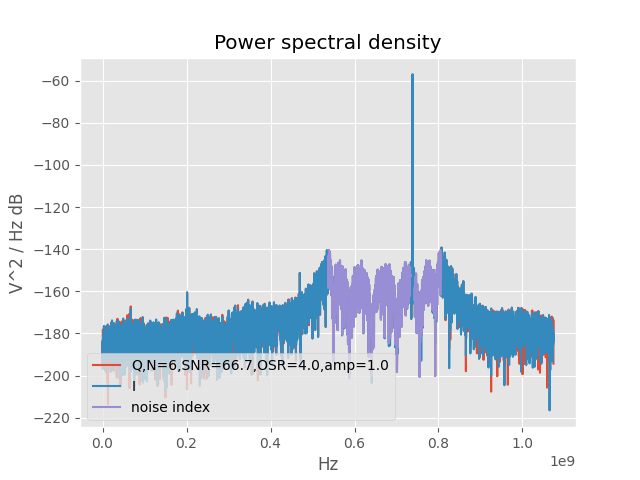 Power spectral density
V^2 / Hz dB
−60
−80
−100
−120
−140
−160
−180
−200
−220
Q,N=6,SNR=66.7,OSR=4.0,amp=1.0
I
noise index
0.0 0.2 0.4 0.6 0.8 1.0
1e9
Hz